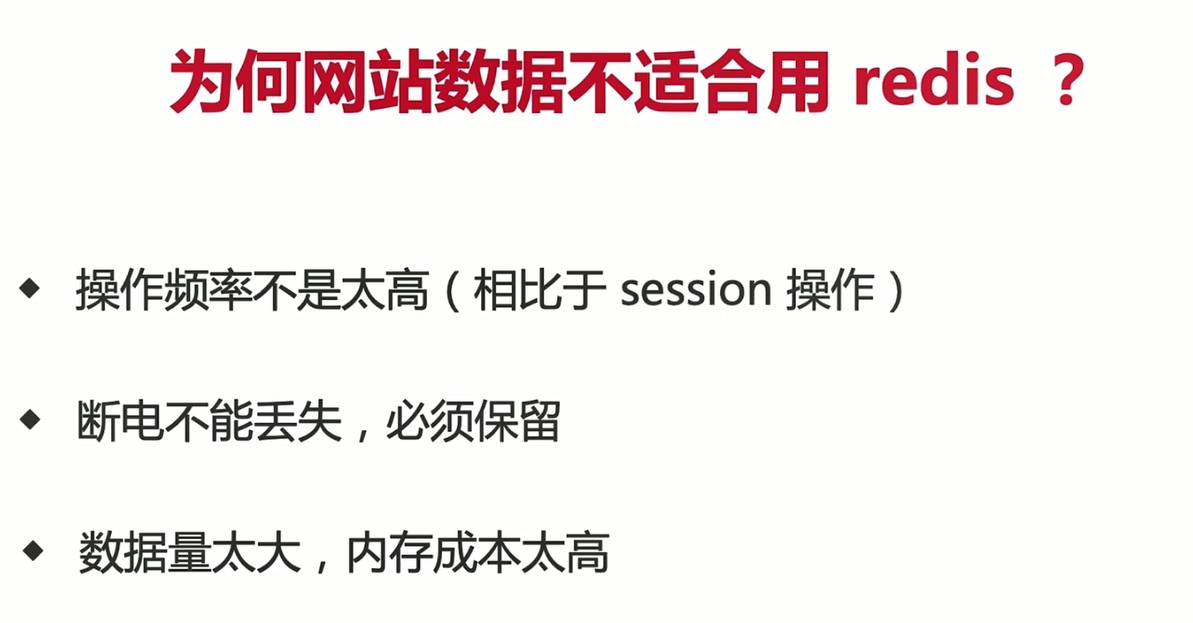 为何网站数据不适合用 redis ？
◆ 操作频率不是太高（相比于 session 操作）
◆ 断电不能丢失，必须保留
◆ 数据量太大，内存成本太高